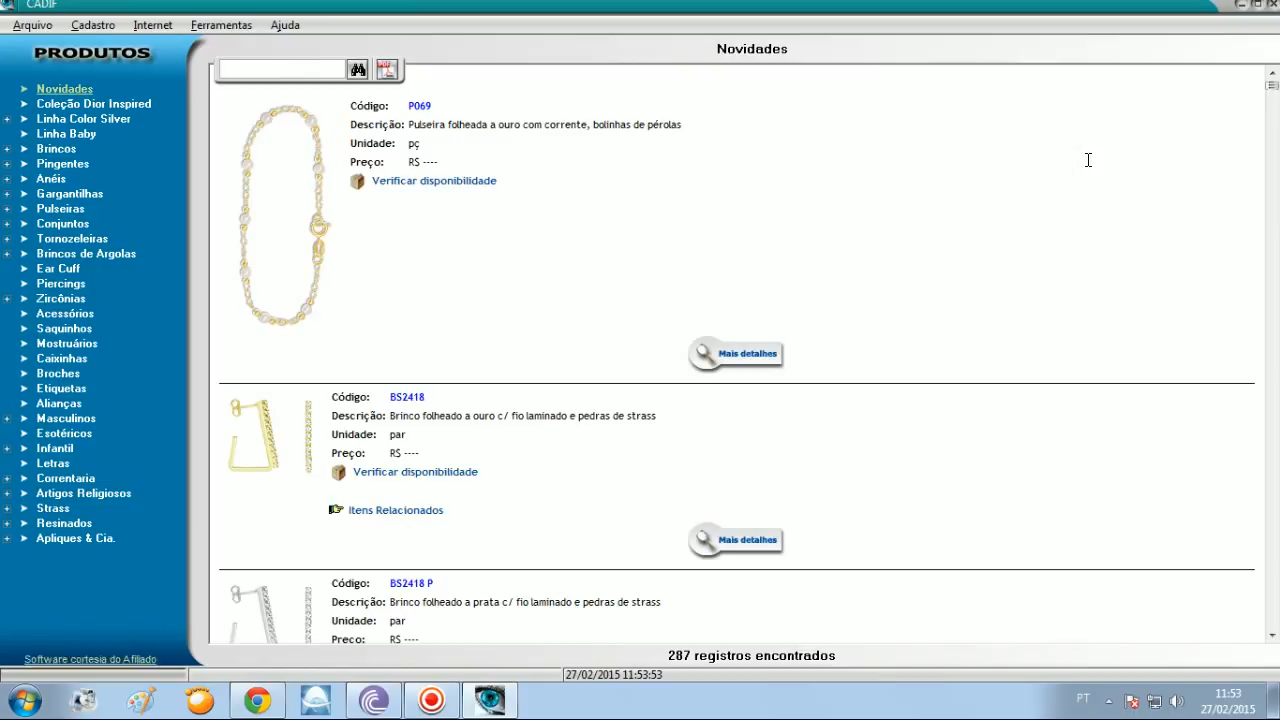 CADIF
Arquivo Cadastro Internet Ferramentas Ajuda
PRODUTOS
Novidades
Coleção Dior Inspired
Linha Color Silver
Linha Baby
Brincos
Pingentes
Anéis
Gargantilhas
Pulseiras
Conjuntos
Tornozeleiras
Brincos de Argolas
Ear Cuff
Piercings
Zircônias
Acessórios
Saquinhos
Mostruários
Caixinhas
Broches
Etiquetas
Alianças
Masculinos
Esotéricos
Infantil
Letras
Correntaria
Artigos Religiosos
Strass
Resinados
Apliques & Cia.
Software cortesia do Afiliado
Novidades
Código: P069
Descrição: Pulseira folheada a ouro com corrente, bolinhas de pérolas
Unidade: pç
Preço: R$ ----
Verificar disponibilidade
Mais detalhes
Código: BS2418
Descrição: Brinco folheado a ouro c/ fio laminado e pedras de strass
Unidade: par
Preço: R$ ----
Verificar disponibilidade
Itens Relacionados
Mais detalhes
Código: BS2418 P
Descrição: Brinco folheado a prata c/ fio laminado e pedras de strass
Unidade: par
Preço: R$ ----
287 registros encontrados
27/02/2015 11:53:53
PT
11:53
27/02/2015